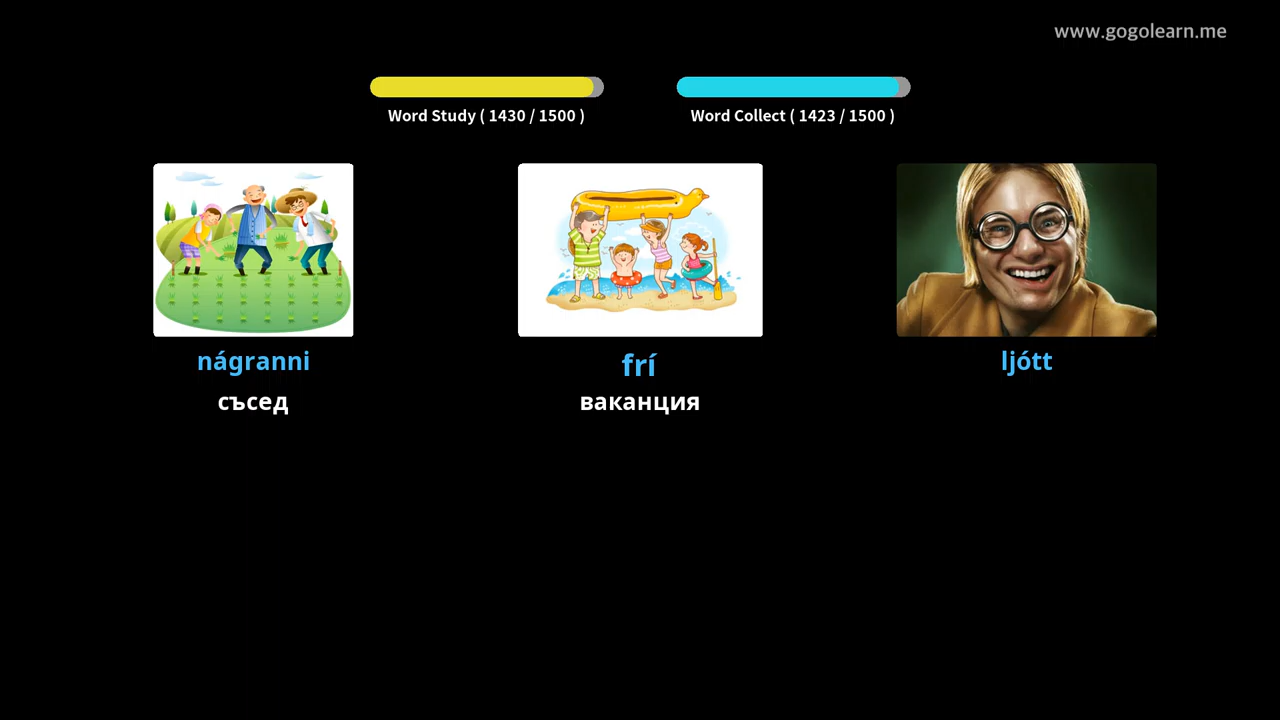 www.gogolearn.me
Word Study ( 1430 / 1500 )
Word Collect ( 1423 / 1500 )
nágranni
съсед
frí
ваканция
ljótt